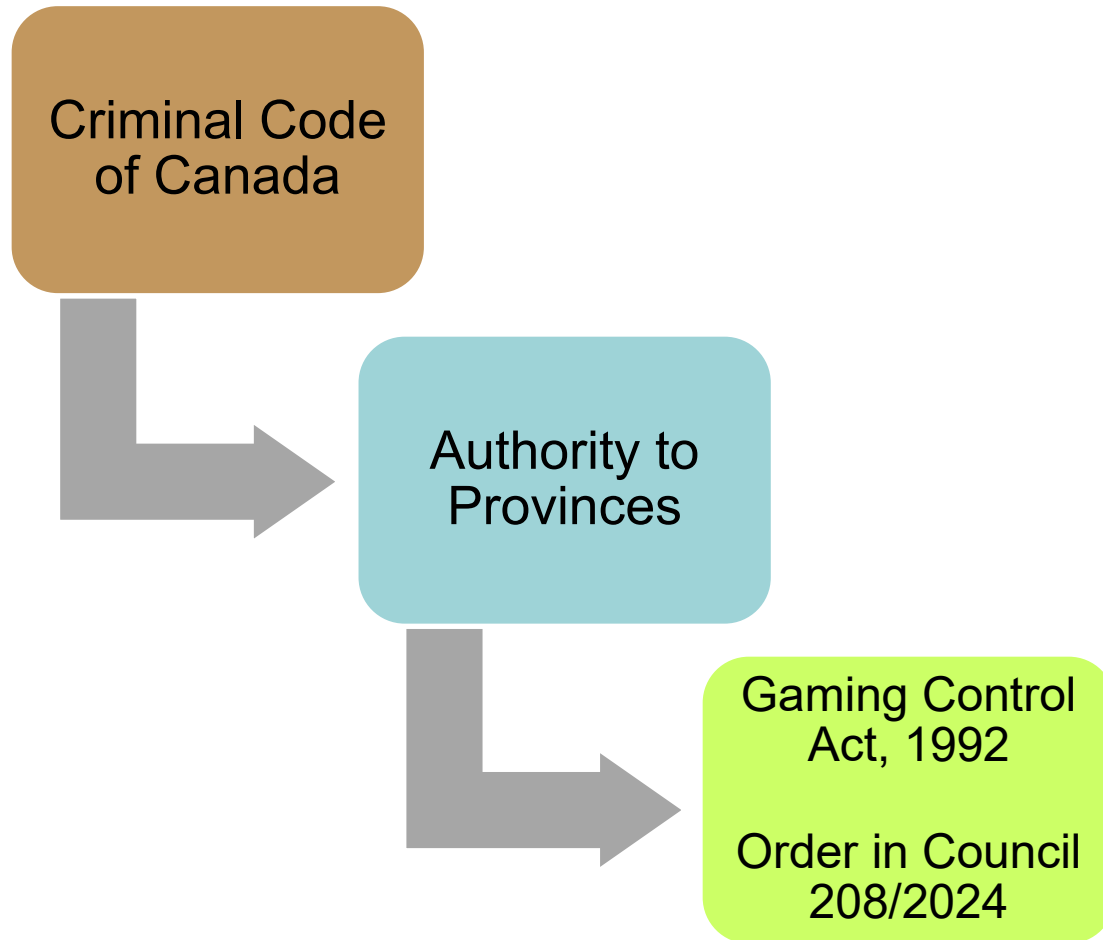 Criminal Code
of Canada
Authority to
Provinces
Gaming Control
Act, 1992
Order in Council
208/2024